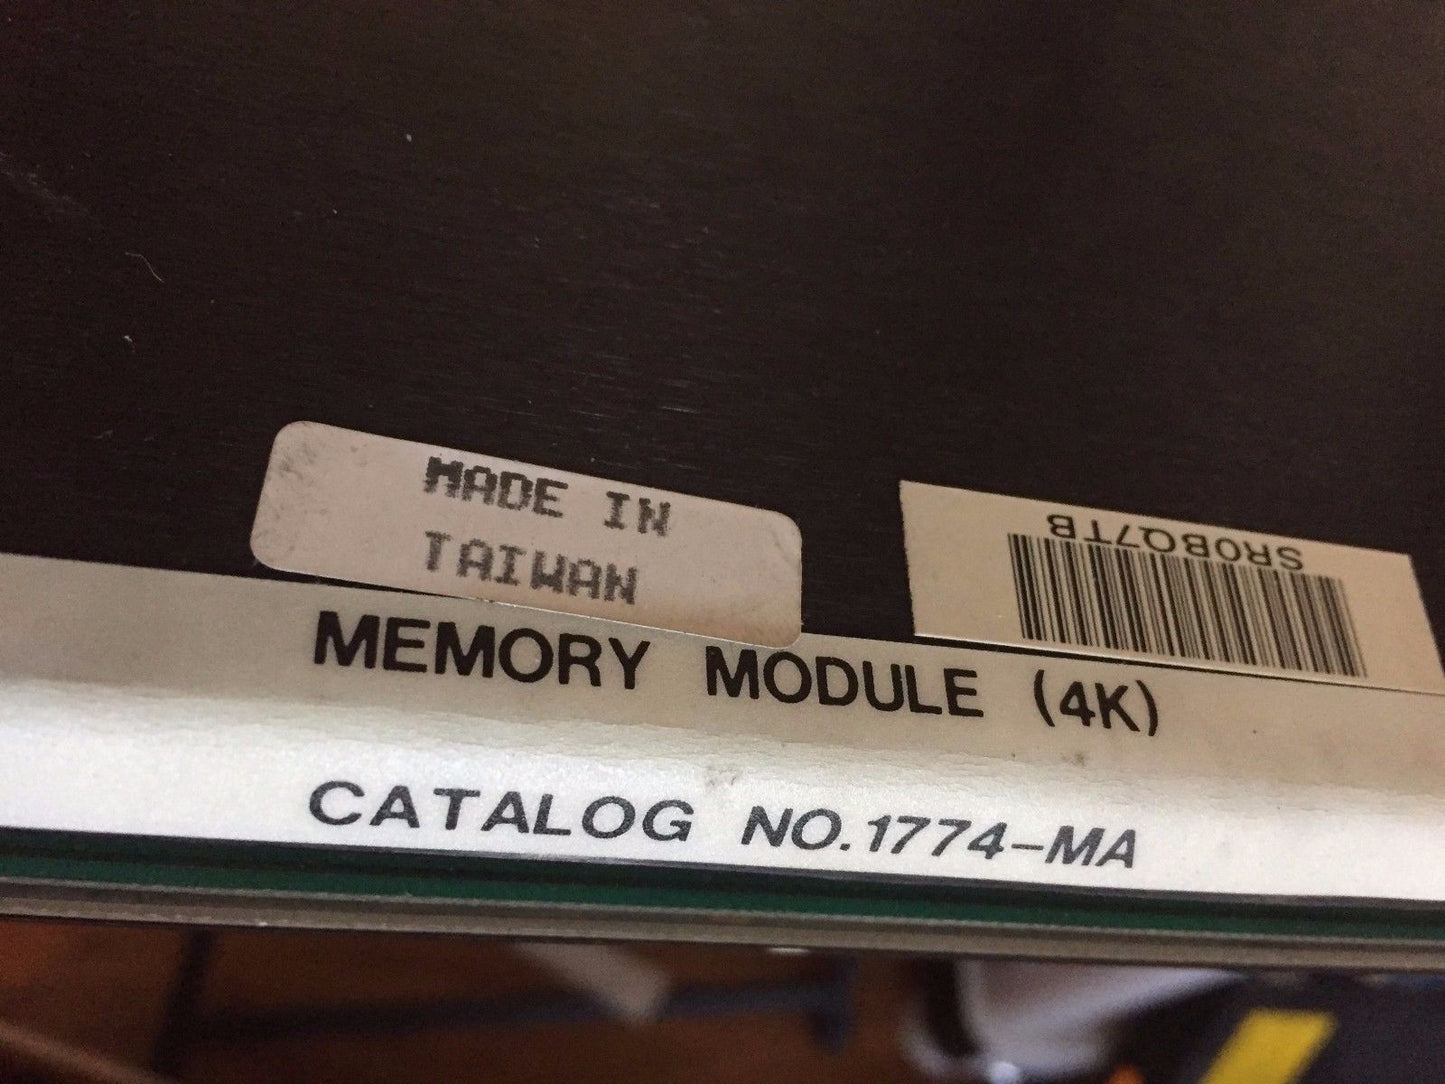 MADE IN
TAIWAN
SR0BQ7TB
MEMORY MODULE (4K)
CATALOG NO.1774-MA